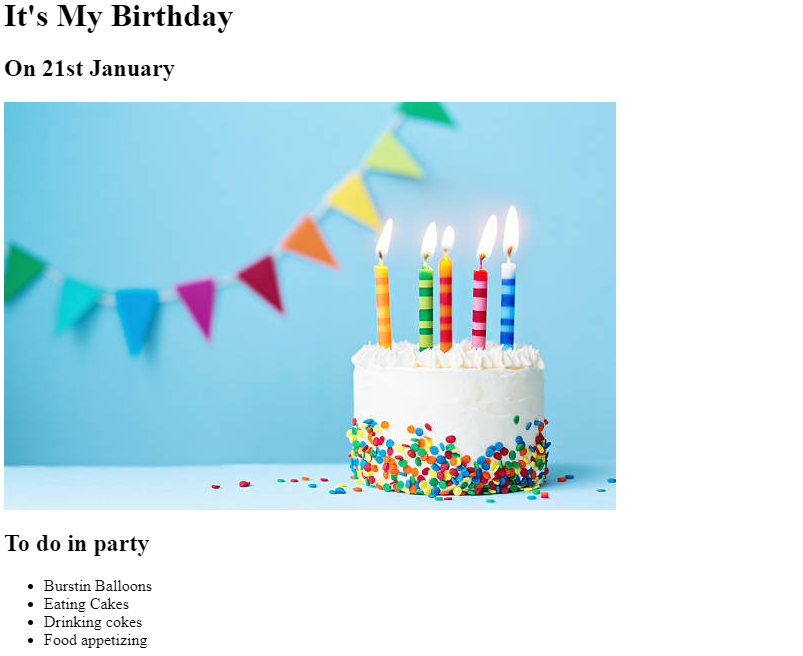 It's My Birthday
On 21st January
To do in party
Burstin Balloons
Eating Cakes
Drinking cokes
Food appetizing